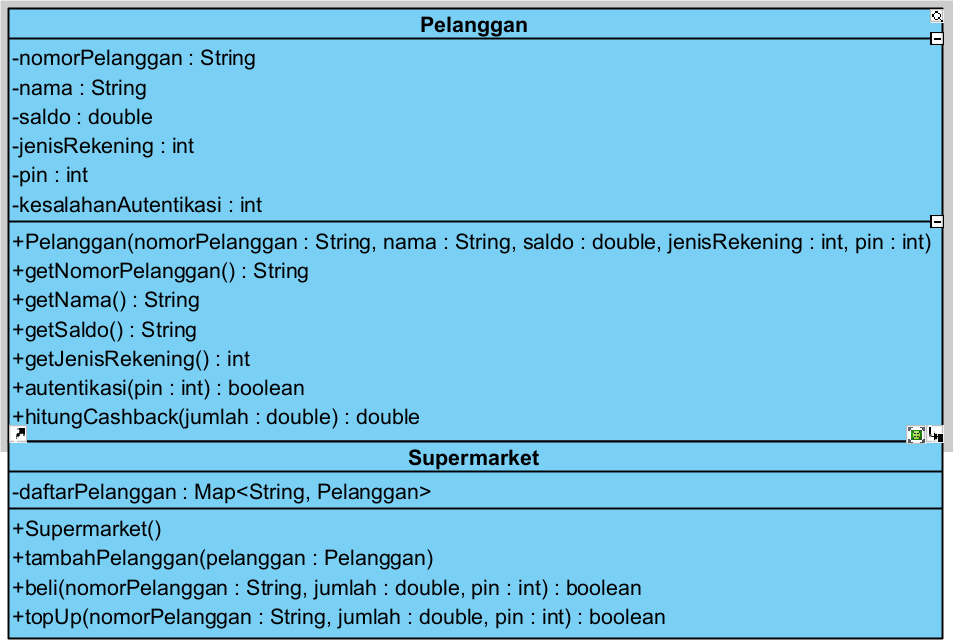 Pelanggan
-nomorPelanggan : String
-nama : String
-saldo : double
-jenisRekening : int
-pin : int
-kesalahanAutentikasi : int
+Pelanggan(nomorPelanggan : String, nama : String, saldo : double, jenisRekening : int, pin : int)
+getNomorPelanggan() : String
+getNama() : String
+getSaldo() : String
+getJenisRekening() : int
+autentikasi(pin : int) : boolean
+hitungCashback(jumlah : double) : double
Supermarket
-daftarPelanggan : Map<String, Pelanggan>
+Supermarket()
+tambahPelanggan(pelanggan : Pelanggan)
+beli(nomorPelanggan : String, jumlah : double, pin : int) : boolean
+topUp(nomorPelanggan : String, jumlah : double, pin : int) : boolean